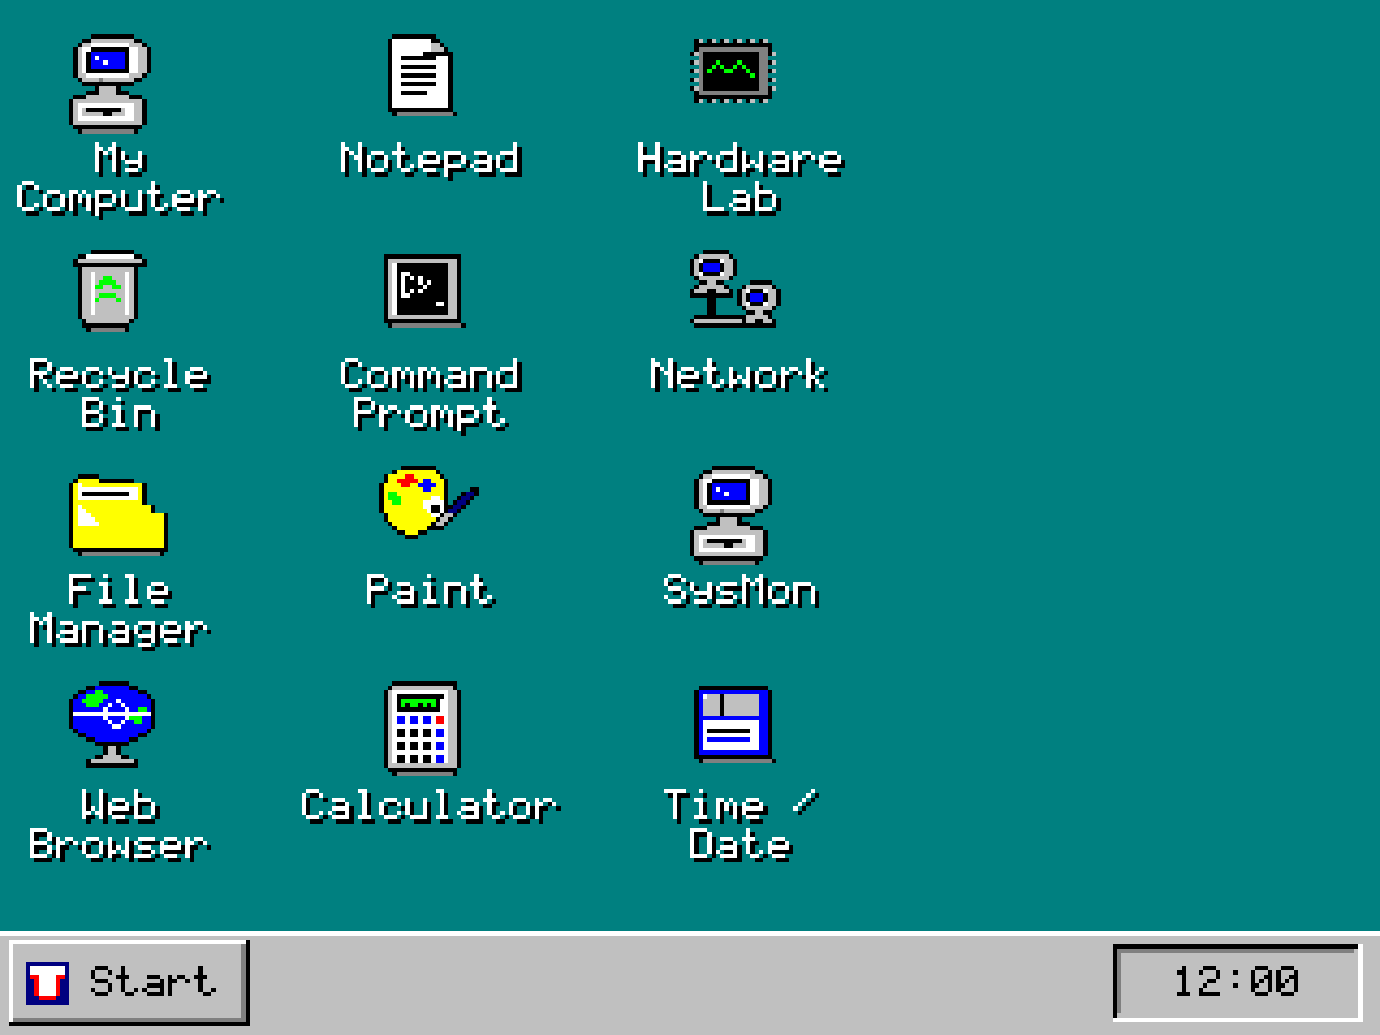 My
Computer
Notepad
Hardware
Lab
Recycle
Bin
Command
Prompt
Network
File
Manager
Paint
SysMon
Web
Browser
Calculator
Time /
Date
Start
12:00